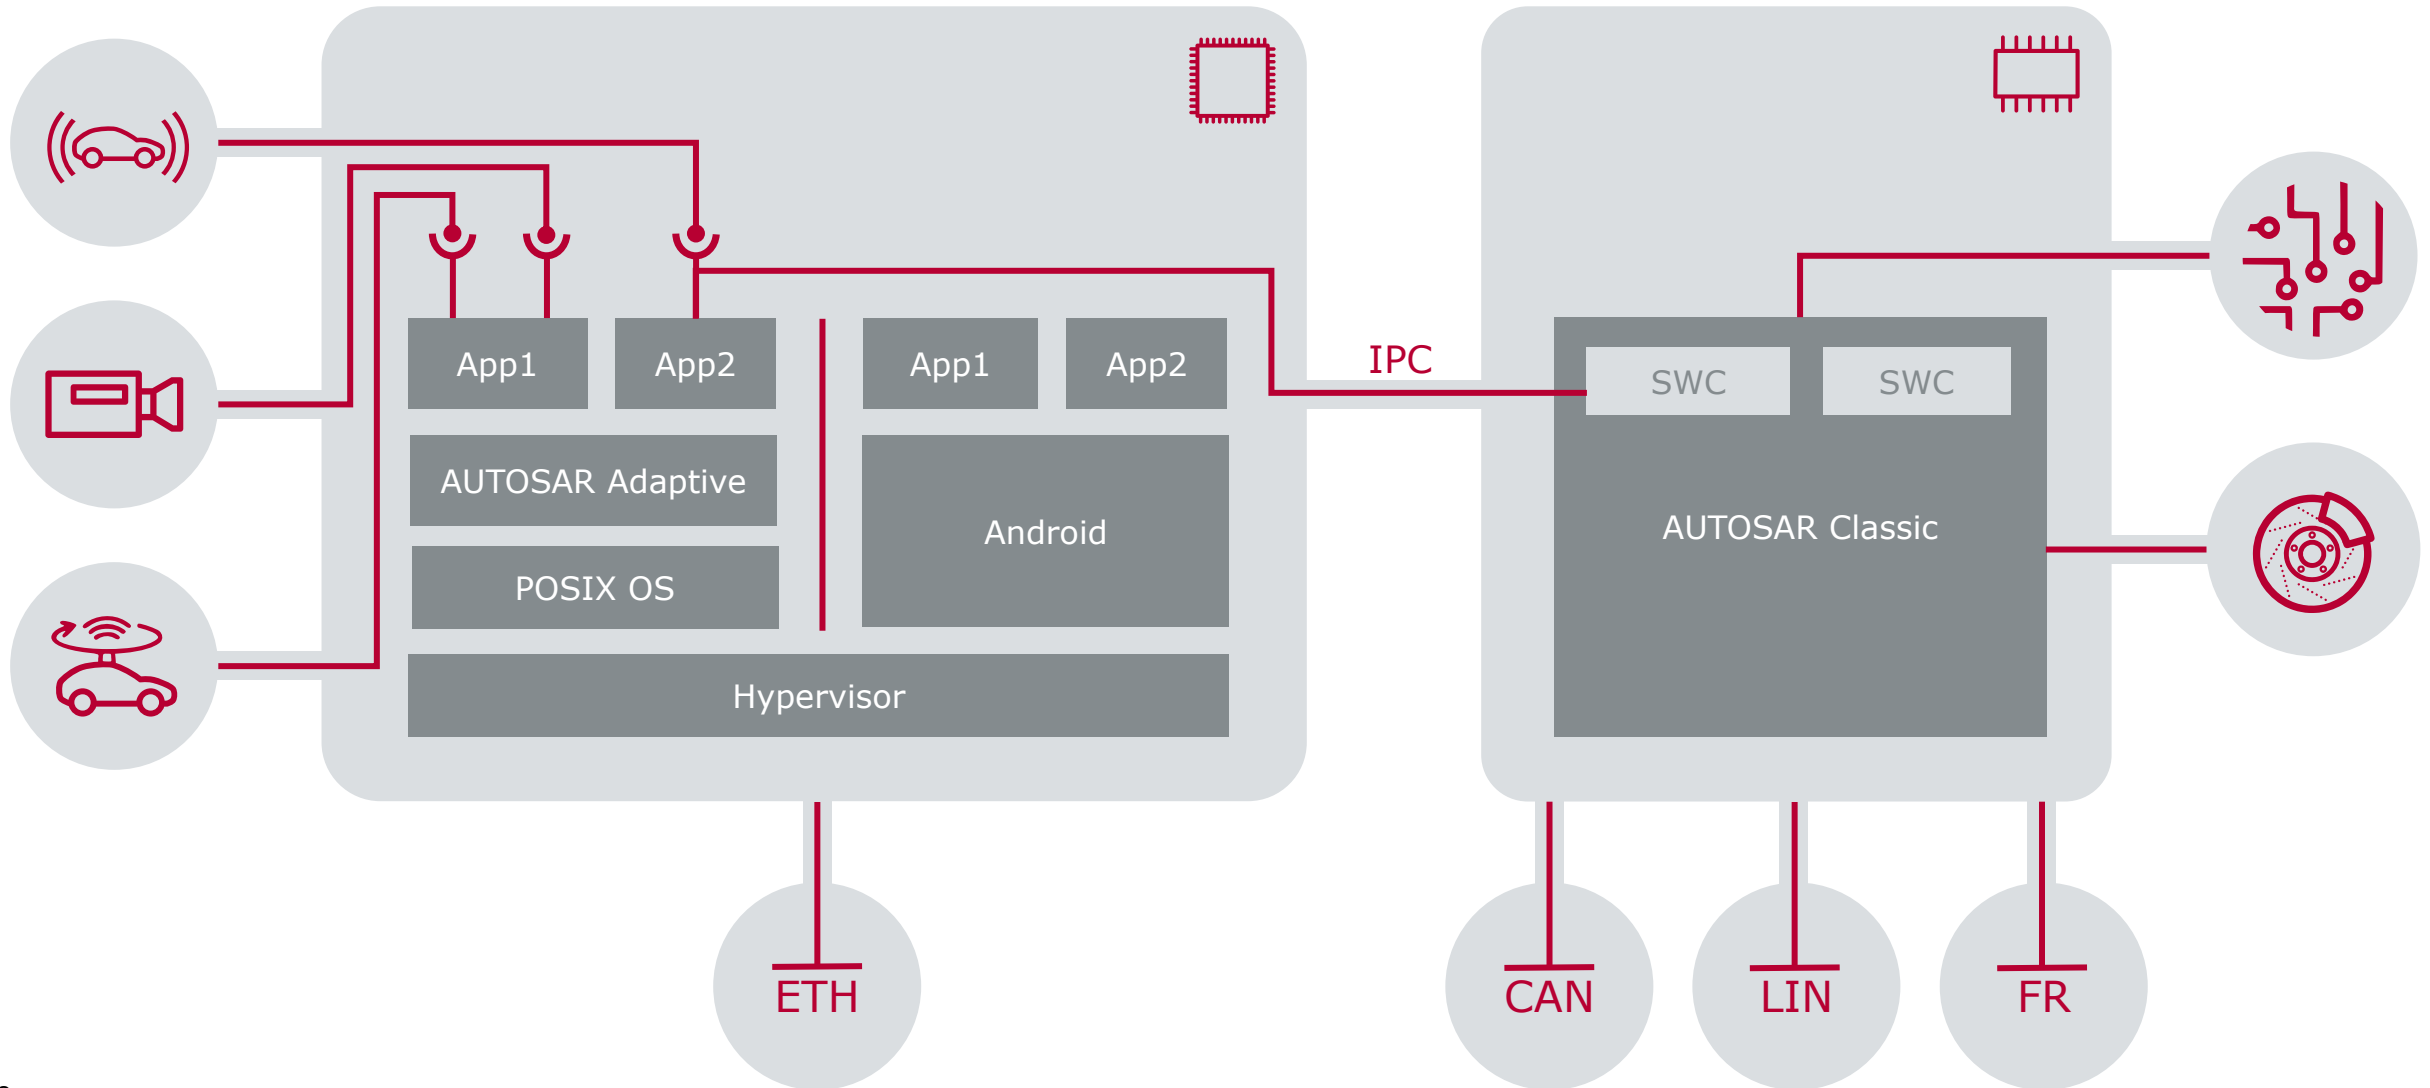 IPC
App1
App2
App1
App2
SWC
SWC
AUTOSAR Adaptive
Android
AUTOSAR Classic
POSIX OS
Hypervisor
ETH
CAN
LIN
FR